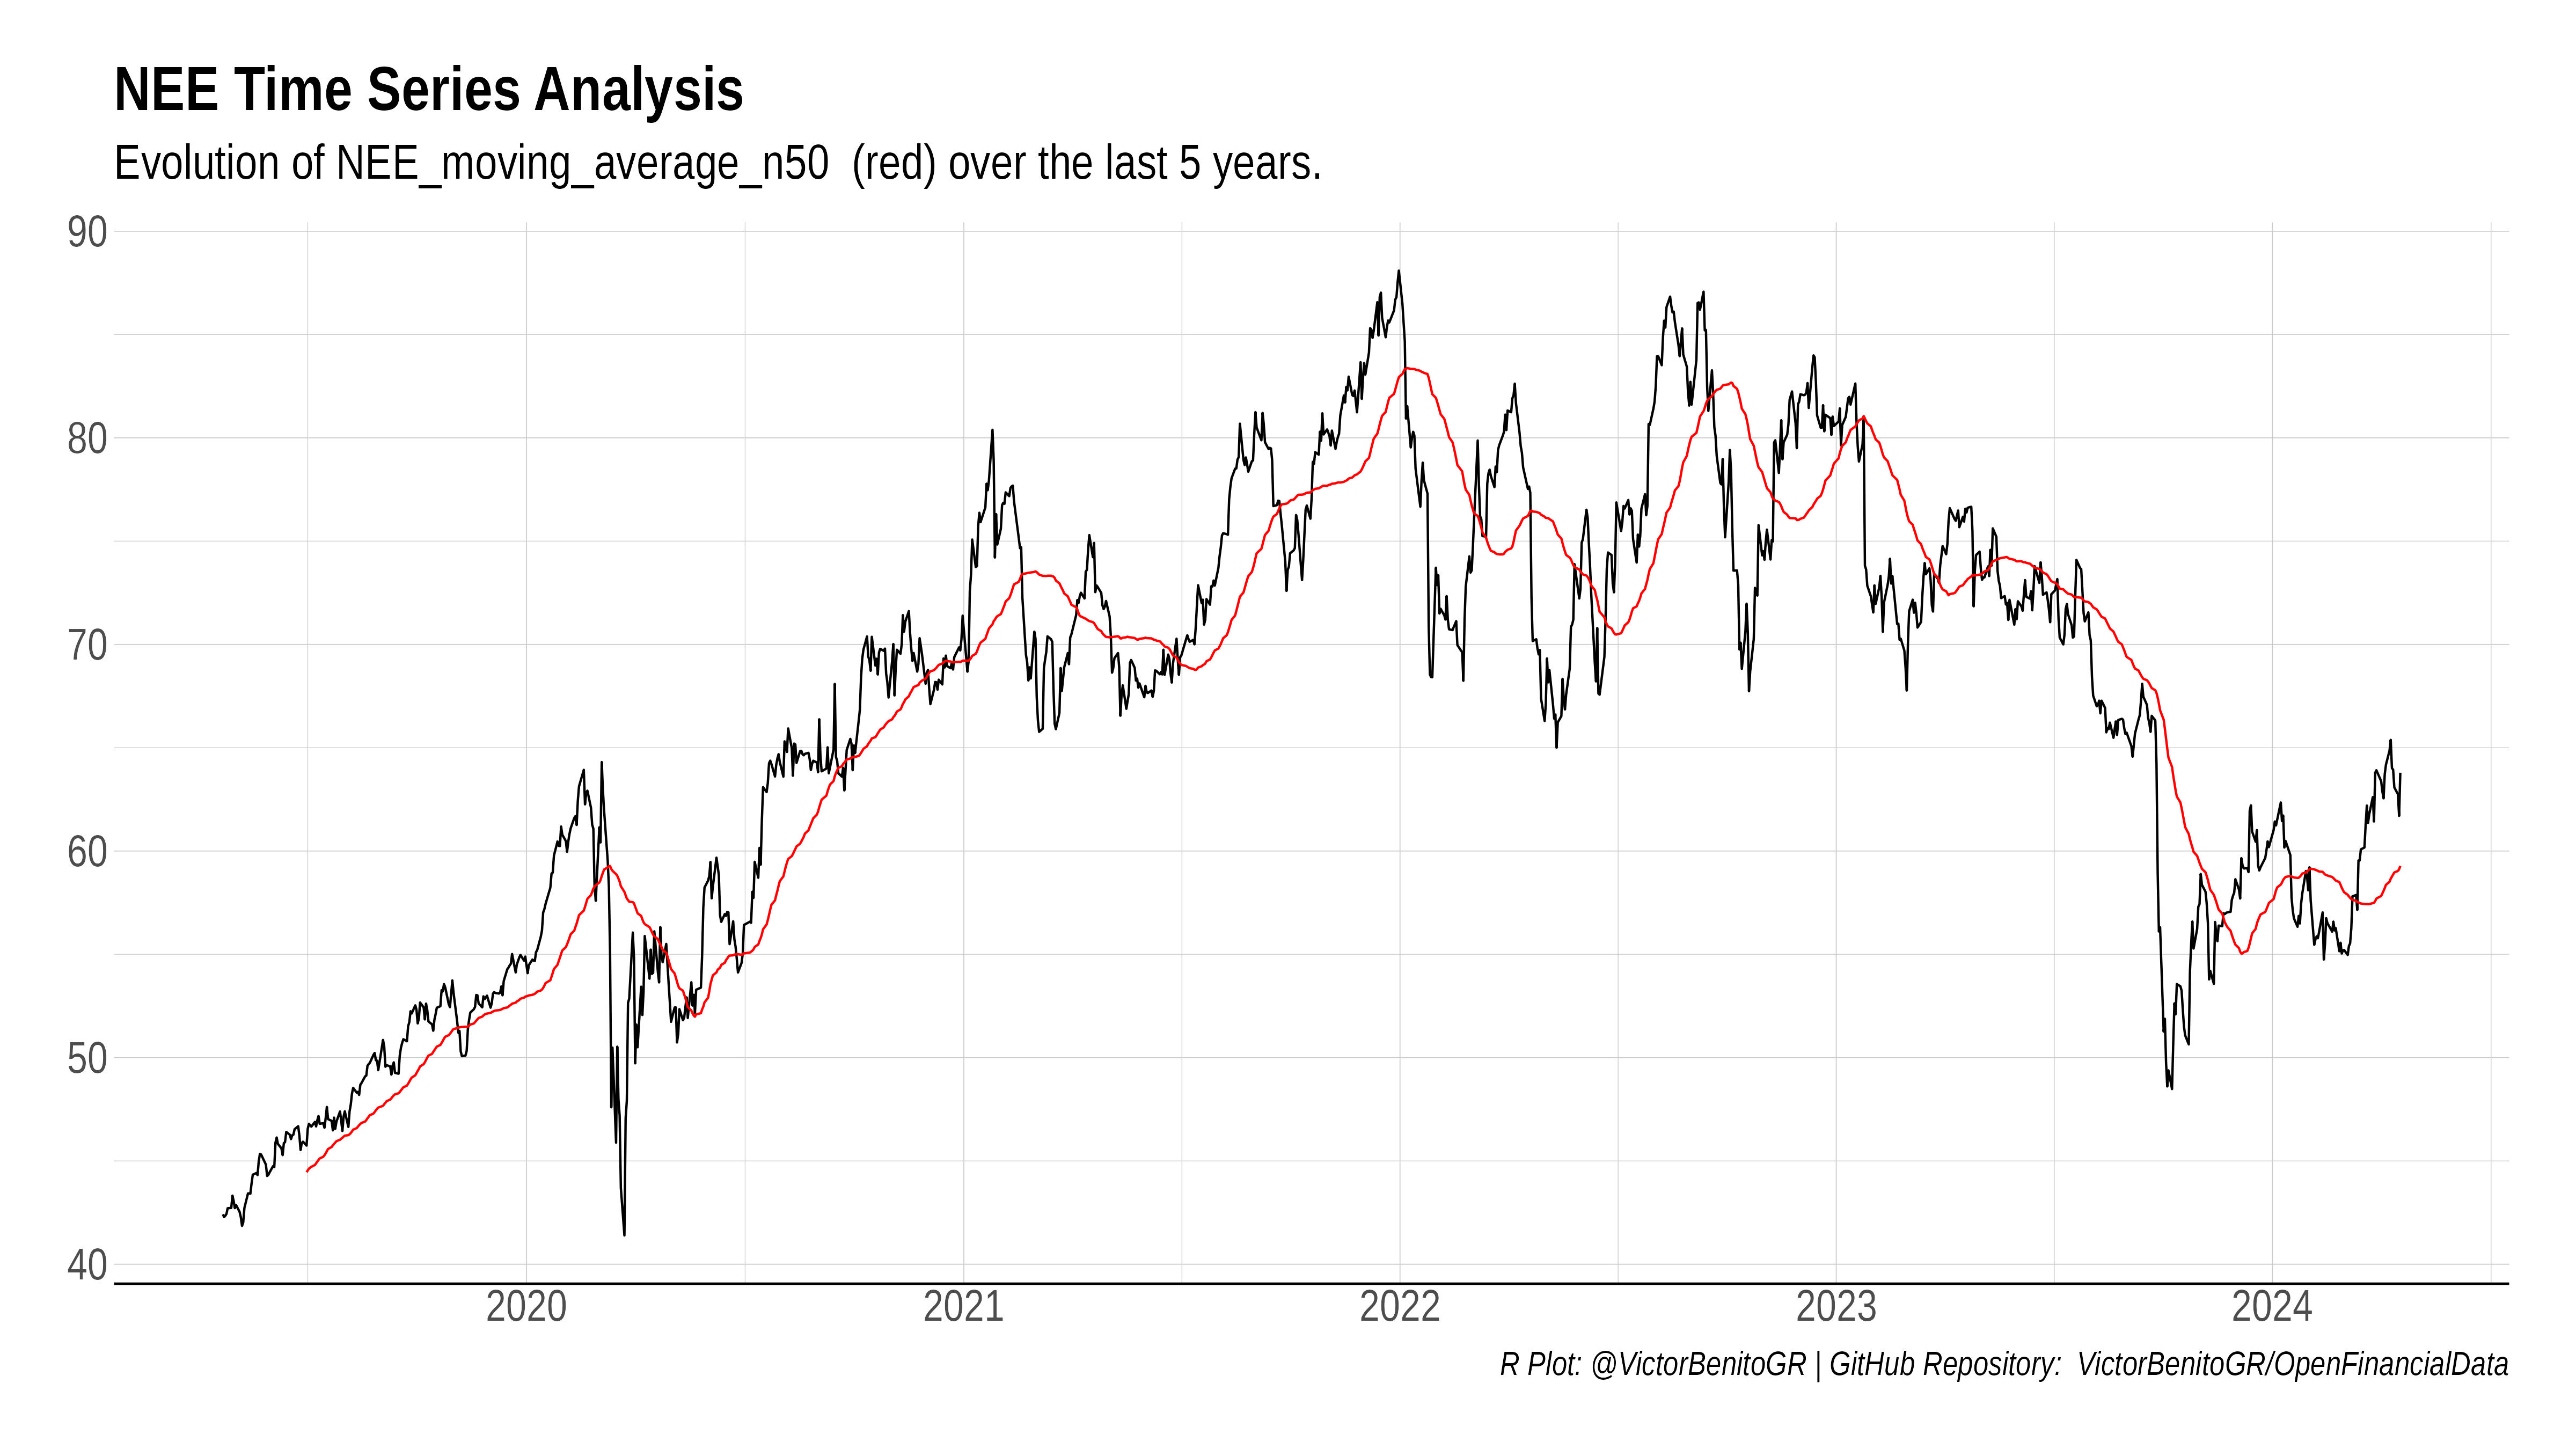 NEE Time Series Analysis
Evolution of NEE_moving_average_n50  (red) over the last 5 years.
90
80
70
60
50
40
2020 2021 2022 2023 2024
R Plot: @VictorBenitoGR | GitHub Repository:  VictorBenitoGR/OpenFinancialData